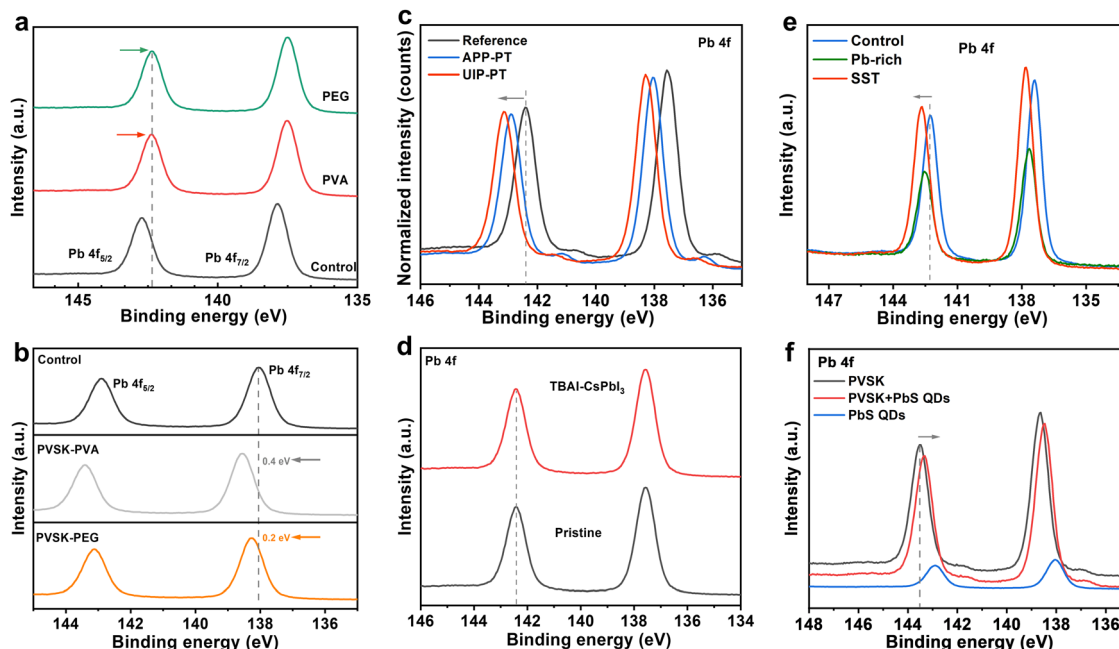 a
PEG
PVA
Pb 4f5/2
Pb 4f7/2
Control
Intensity (a.u.)
144
141
138
135
Binding energy (eV)
b
Control
Pb 4f5/2
Pb 4f7/2
PVSK-PVA
0.4 eV
PVSK-PEG
0.2 eV
Intensity (a.u.)
144
142
140
138
136
Binding energy (eV)
c
Reference
APP-PT
UIP-PT
Pb 4f
Normalized intensity (counts)
146
144
142
140
138
136
134
Binding energy (eV)
d
Pb 4f
TBAI-CsPbI3
Pristine
Intensity (a.u.)
146
144
142
140
138
136
134
Binding energy (eV)
e
Control
Pb-rich
SST
Pb 4f
Intensity (a.u.)
147
144
141
138
135
Binding energy (eV)
f
Pb 4f
PVSK
PVSK+PbS QDs
PbS QDs
Intensity (a.u.)
148
146
144
142
140
138
136
Binding energy (eV)